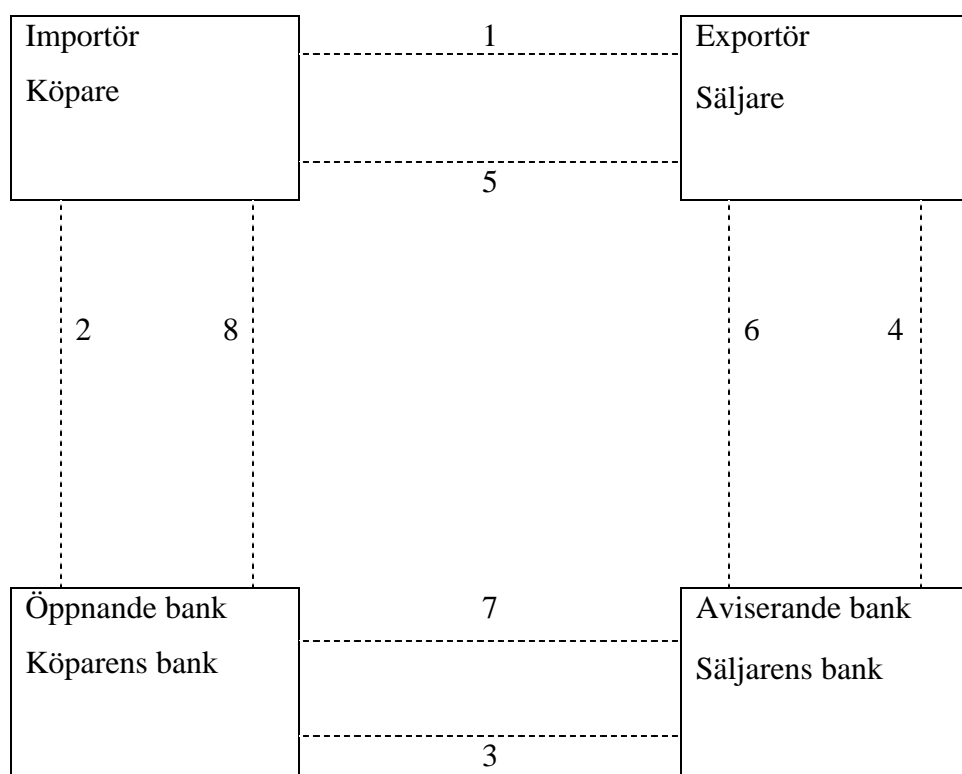 Importör
Köpare
1
Exportör
Säljare
5
2
8
6
4
Öppnande bank
Köparens bank
7
Aviserande bank
Säljarens bank
3